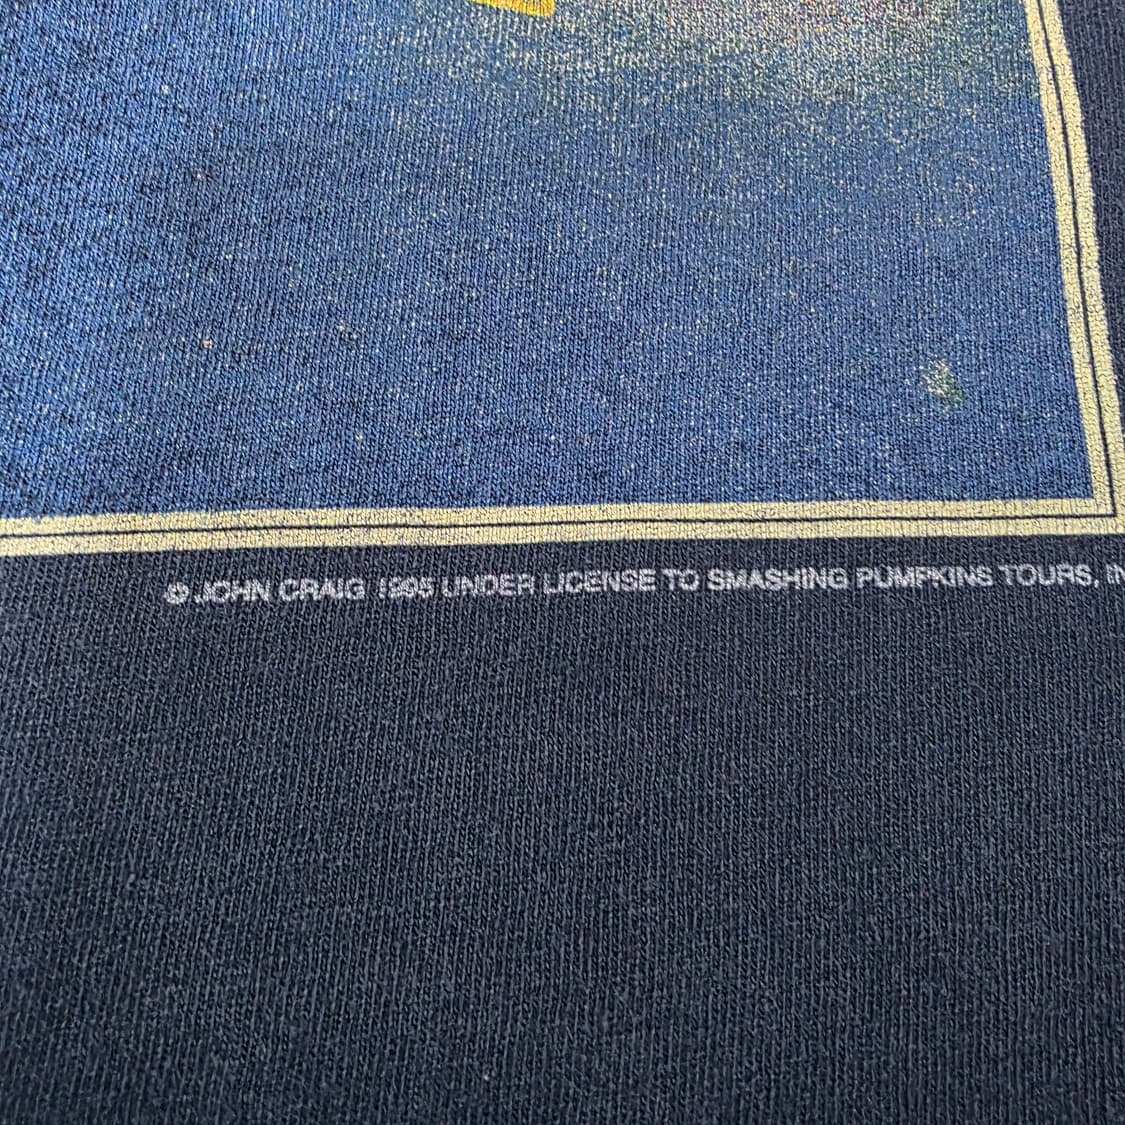 © JOHN CRAIG 1995 UNDER LICENSE TO SMASHING PUMPKINS TOURS, IN